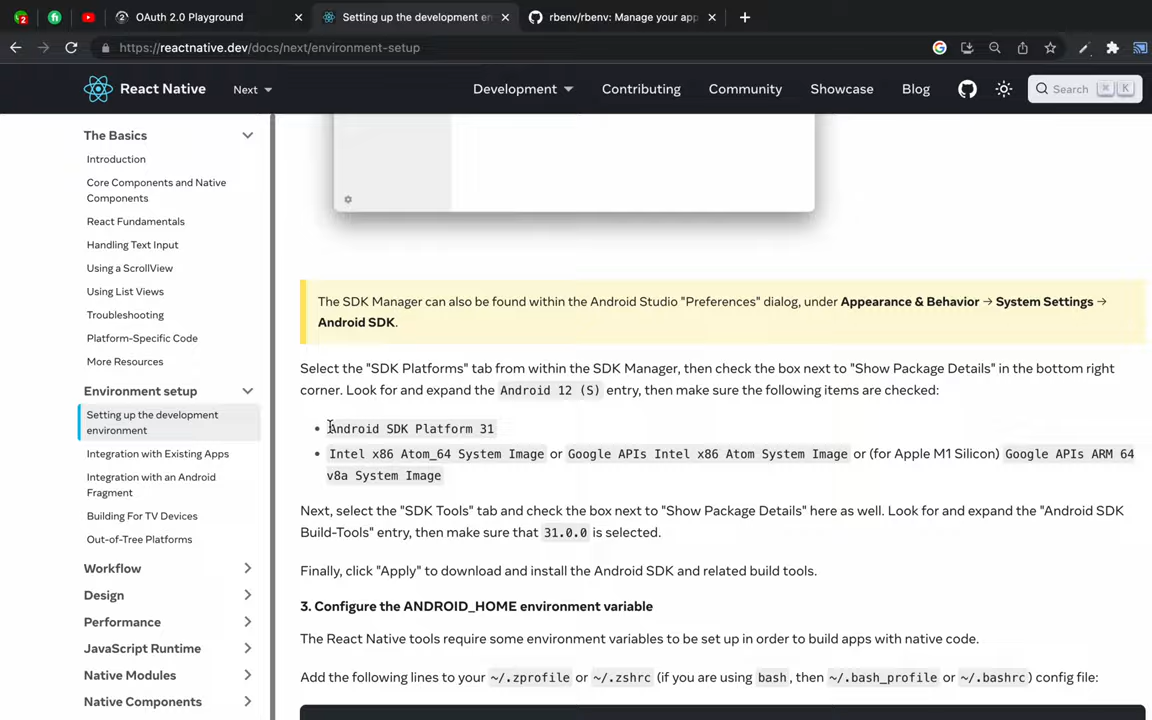 2
OAuth 2.0 Playground
Setting up the development en
rbenv/rbenv: Manage your app
https://reactnative.dev/docs/next/environment-setup
React Native
Next
Development
Contributing
Community
Showcase
Blog
Search ⌘ K
The Basics
Introduction
Core Components and Native
Components
React Fundamentals
Handling Text Input
Using a ScrollView
Using List Views
Troubleshooting
Platform-Specific Code
More Resources
Environment setup
Setting up the development
environment
Integration with Existing Apps
Integration with an Android
Fragment
Building For TV Devices
Out-of-Tree Platforms
Workflow
Design
Performance
JavaScript Runtime
Native Modules
Native Components
The SDK Manager can also be found within the Android Studio "Preferences" dialog, under Appearance & Behavior → System Settings →
Android SDK.
Select the "SDK Platforms" tab from within the SDK Manager, then check the box next to "Show Package Details" in the bottom right
corner. Look for and expand the Android 12 (S) entry, then make sure the following items are checked:
• Android SDK Platform 31
• Intel x86 Atom_64 System Image or Google APIs Intel x86 Atom System Image or (for Apple M1 Silicon) Google APIs ARM 64
v8a System Image
Next, select the "SDK Tools" tab and check the box next to "Show Package Details" here as well. Look for and expand the "Android SDK
Build-Tools" entry, then make sure that 31.0.0 is selected.
Finally, click "Apply" to download and install the Android SDK and related build tools.
3. Configure the ANDROID_HOME environment variable
The React Native tools require some environment variables to be set up in order to build apps with native code.
Add the following lines to your ~/.zprofile or ~/.zshrc (if you are using bash, then ~/.bash_profile or ~/.bashrc) config file: